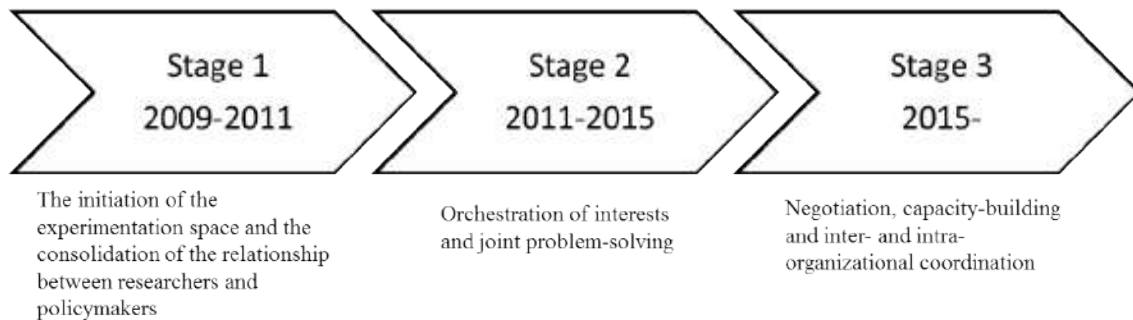 Stage 1
2009-2011
Stage 2
2011-2015
Stage 3
2015-
The initiation of the
experimentation space and the
consolidation of the relationship
between researchers and
policymakers
Orchestration of interests
and joint problem-solving
Negotiation, capacity-building
and inter- and intra-
organizational coordination